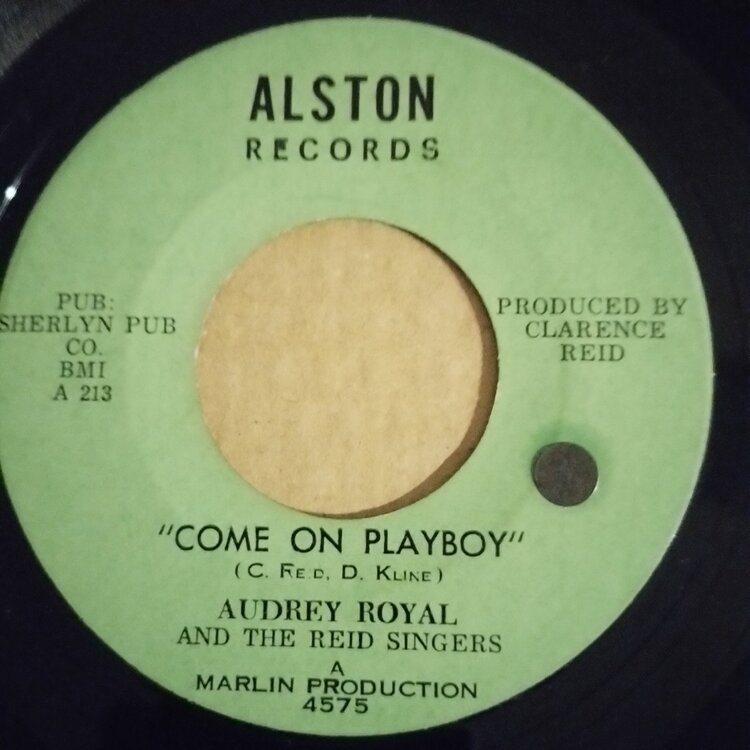 ALSTON
RECORDS
PUB:
SHERLYN PUB
CO.
BMI
A 213
PRODUCED BY
CLARENCE
REID
"COME ON PLAYBOY"
(C. REID, D. KLINE)
AUDREY ROYAL
AND THE REID SINGERS
A
MARLIN PRODUCTION
4575